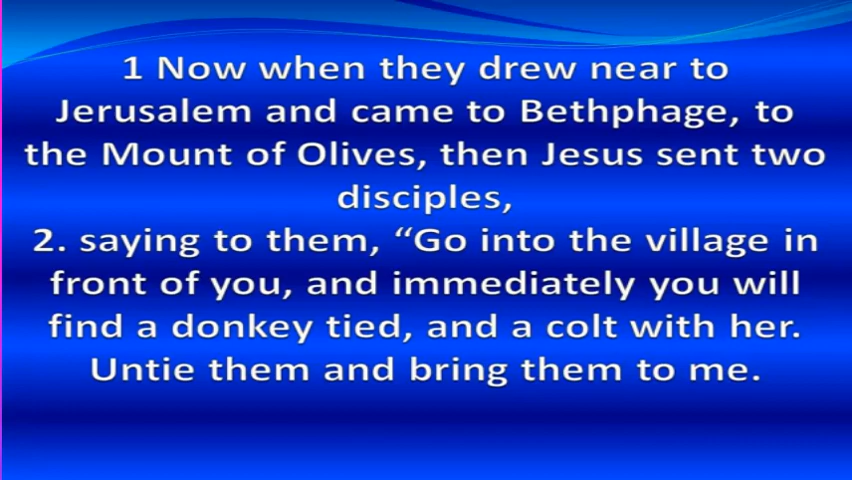 1 Now when they drew near to
Jerusalem and came to Bethphage, to
the Mount of Olives, then Jesus sent two
disciples,
2. saying to them, “Go into the village in
front of you, and immediately you will
find a donkey tied, and a colt with her.
Untie them and bring them to me.